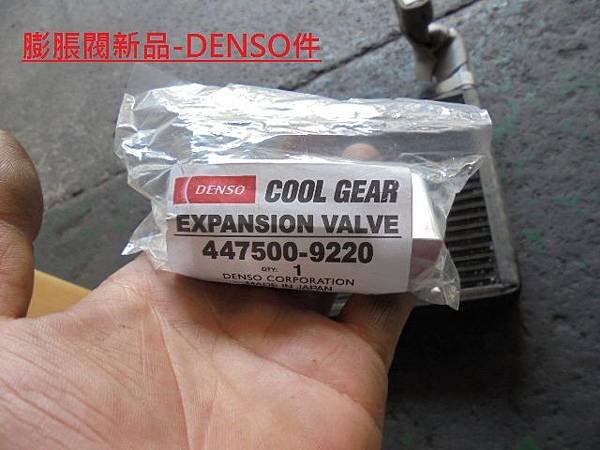 膨脹閥新品-DENSO件
DENSO COOL GEAR
EXPANSION VALVE
447500-9220
QTY: 1
DENSO CORPORATION
MADE IN JAPAN